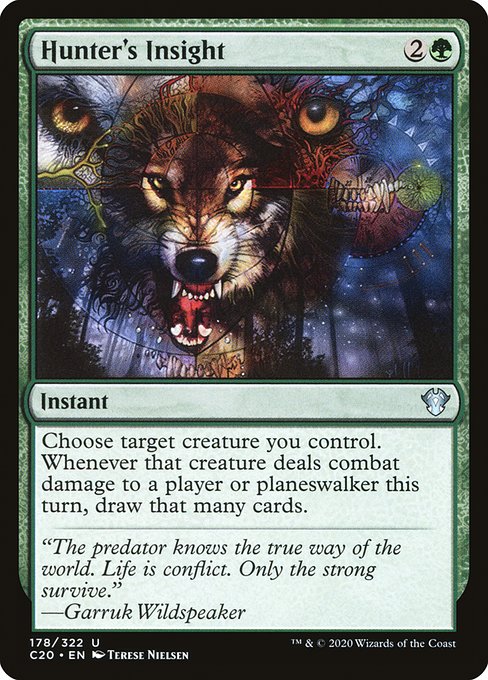 Hunter's Insight 2
Instant
Choose target creature you control.
Whenever that creature deals combat
damage to a player or planeswalker this
turn, draw that many cards.
“The predator knows the true way of the
world. Life is conflict. Only the strong
survive.”
—Garruk Wildspeaker
178/322 U
™ & © 2020 Wizards of the Coast
C20 • EN Terese Nielsen